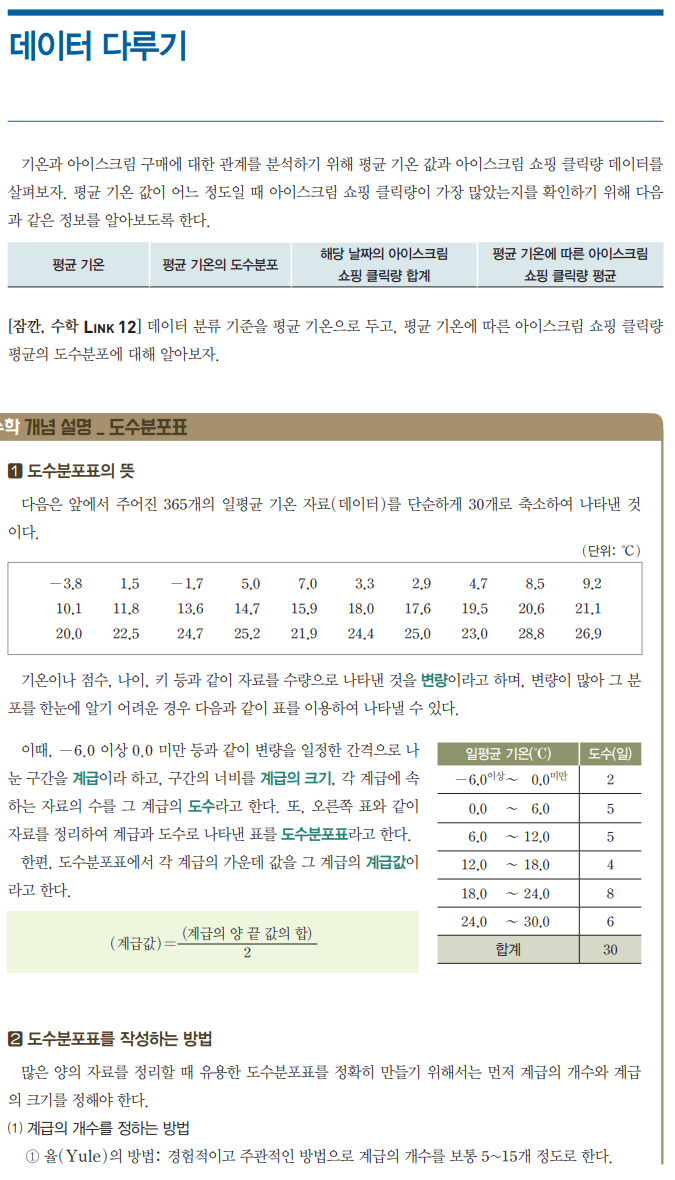 데이터 다루기
기온과 아이스크림 구매에 대한 관계를 분석하기 위해 평균 기온 값과 아이스크림 쇼핑 클릭량 데이터를
살펴보자. 평균 기온 값이 어느 정도일 때 아이스크림 쇼핑 클릭량이 가장 많았는지를 확인하기 위해 다음
과 같은 정보를 알아보도록 한다.
평균 기온 평균 기온의 도수분포 해당 날짜의 아이스크림 쇼핑 클릭량 합계 평균 기온에 따른 아이스크림 쇼핑 클릭량 평균
[잠깐, 수학 LINK 12] 데이터 분류 기준을 평균 기온으로 두고, 평균 기온에 따른 아이스크림 쇼핑 클릭량
평균의 도수분포에 대해 알아보자.
수학 개념 설명 _ 도수분포표
1 도수분포표의 뜻
다음은 앞에서 주어진 365개의 일평균 기온 자료(데이터)를 단순하게 30개로 축소하여 나타낸 것
이다.
(단위: ℃)
−3.8 1.5 −1.7 5.0 7.0 3.3 2.9 4.7 8.5 9.2
10.1 11.8 13.6 14.7 15.9 18.0 17.6 19.5 20.6 21.1
20.0 22.5 24.7 25.2 21.9 24.4 25.0 23.0 28.8 26.9
기온이나 점수, 나이, 키 등과 같이 자료를 수량으로 나타낸 것을 변량이라고 하며, 변량이 많아 그 분
포를 한눈에 알기 어려운 경우 다음과 같이 표를 이용하여 나타낼 수 있다.
이때, −6.0 이상 0.0 미만 등과 같이 변량을 일정한 간격으로 나
눈 구간을 계급이라 하고, 구간의 너비를 계급의 크기, 각 계급에 속
하는 자료의 수를 그 계급의 도수라고 한다. 또, 오른쪽 표와 같이
자료를 정리하여 계급과 도수로 나타낸 표를 도수분포표라고 한다.
한편, 도수분포표에서 각 계급의 가운데 값을 그 계급의 계급값이
라고 한다.
(계급값)=(계급의 양 끝 값의 합)
2
일평균 기온(℃) 도수(일)
−6.0이상~ 0.0미만 2
0.0 ~ 6.0 5
6.0 ~ 12.0 5
12.0 ~ 18.0 4
18.0 ~ 24.0 8
24.0 ~ 30.0 6
합계 30
2 도수분포표를 작성하는 방법
많은 양의 자료를 정리할 때 유용한 도수분포표를 정확히 만들기 위해서는 먼저 계급의 개수와 계급
의 크기를 정해야 한다.
(1) 계급의 개수를 정하는 방법
① 율(Yule)의 방법: 경험적이고 주관적인 방법으로 계급의 개수를 보통 5~15개 정도로 한다.